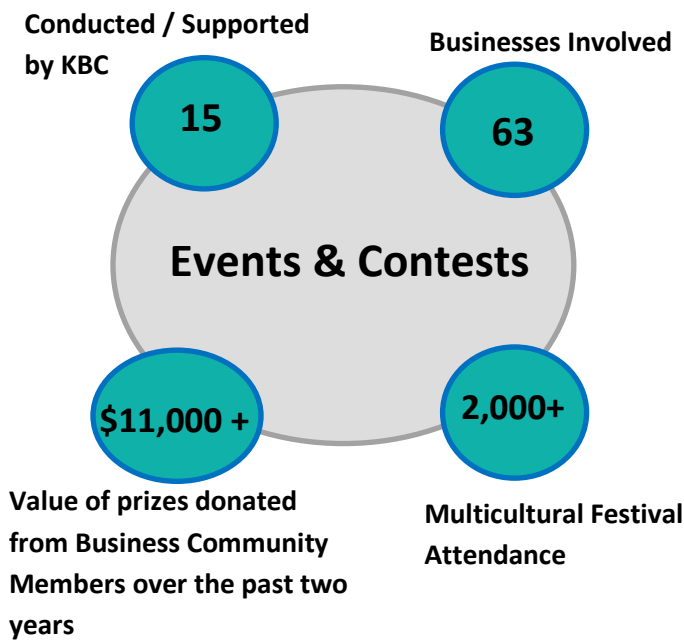 Conducted / Supported
by KBC
15
Businesses Involved
63
Events & Contests
$11,000 +
Value of prizes donated
from Business Community
Members over the past two
years
2,000+
Multicultural Festival
Attendance